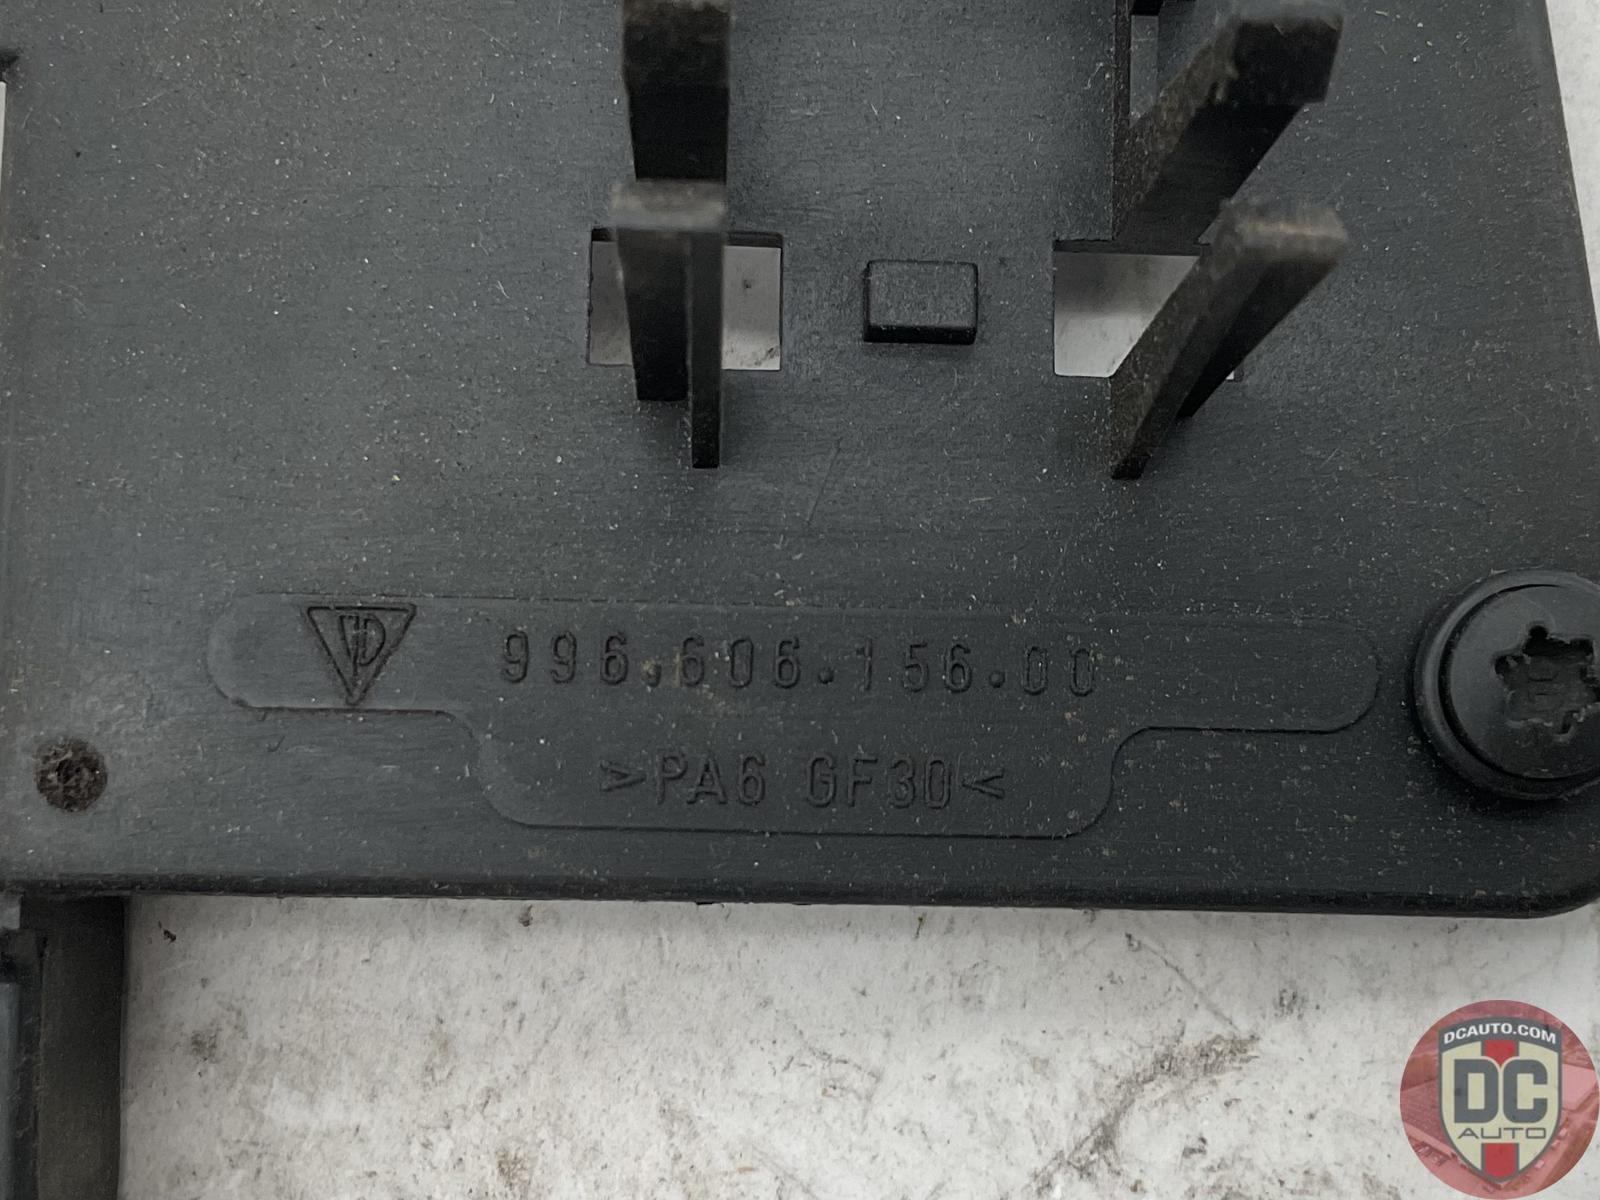 996.606.156.00
>PA6 GF30<
DCAUTO.COM
DC
AUTO